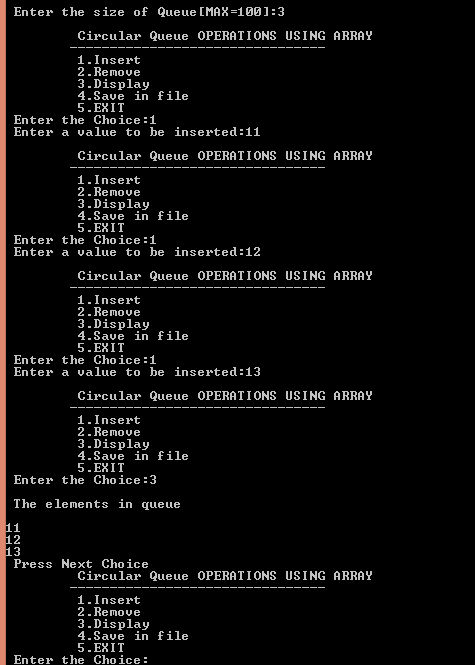 Enter the size of Queue[MAX=100]:3
Circular Queue OPERATIONS USING ARRAY
--------------------------------
1.Insert
2.Remove
3.Display
4.Save in file
5.EXIT
Enter the Choice:1
Enter a value to be inserted:11
Circular Queue OPERATIONS USING ARRAY
--------------------------------
1.Insert
2.Remove
3.Display
4.Save in file
5.EXIT
Enter the Choice:1
Enter a value to be inserted:12
Circular Queue OPERATIONS USING ARRAY
--------------------------------
1.Insert
2.Remove
3.Display
4.Save in file
5.EXIT
Enter the Choice:1
Enter a value to be inserted:13
Circular Queue OPERATIONS USING ARRAY
--------------------------------
1.Insert
2.Remove
3.Display
4.Save in file
5.EXIT
Enter the Choice:3
The elements in queue
11
12
13
Press Next Choice
Circular Queue OPERATIONS USING ARRAY
--------------------------------
1.Insert
2.Remove
3.Display
4.Save in file
5.EXIT
Enter the Choice: